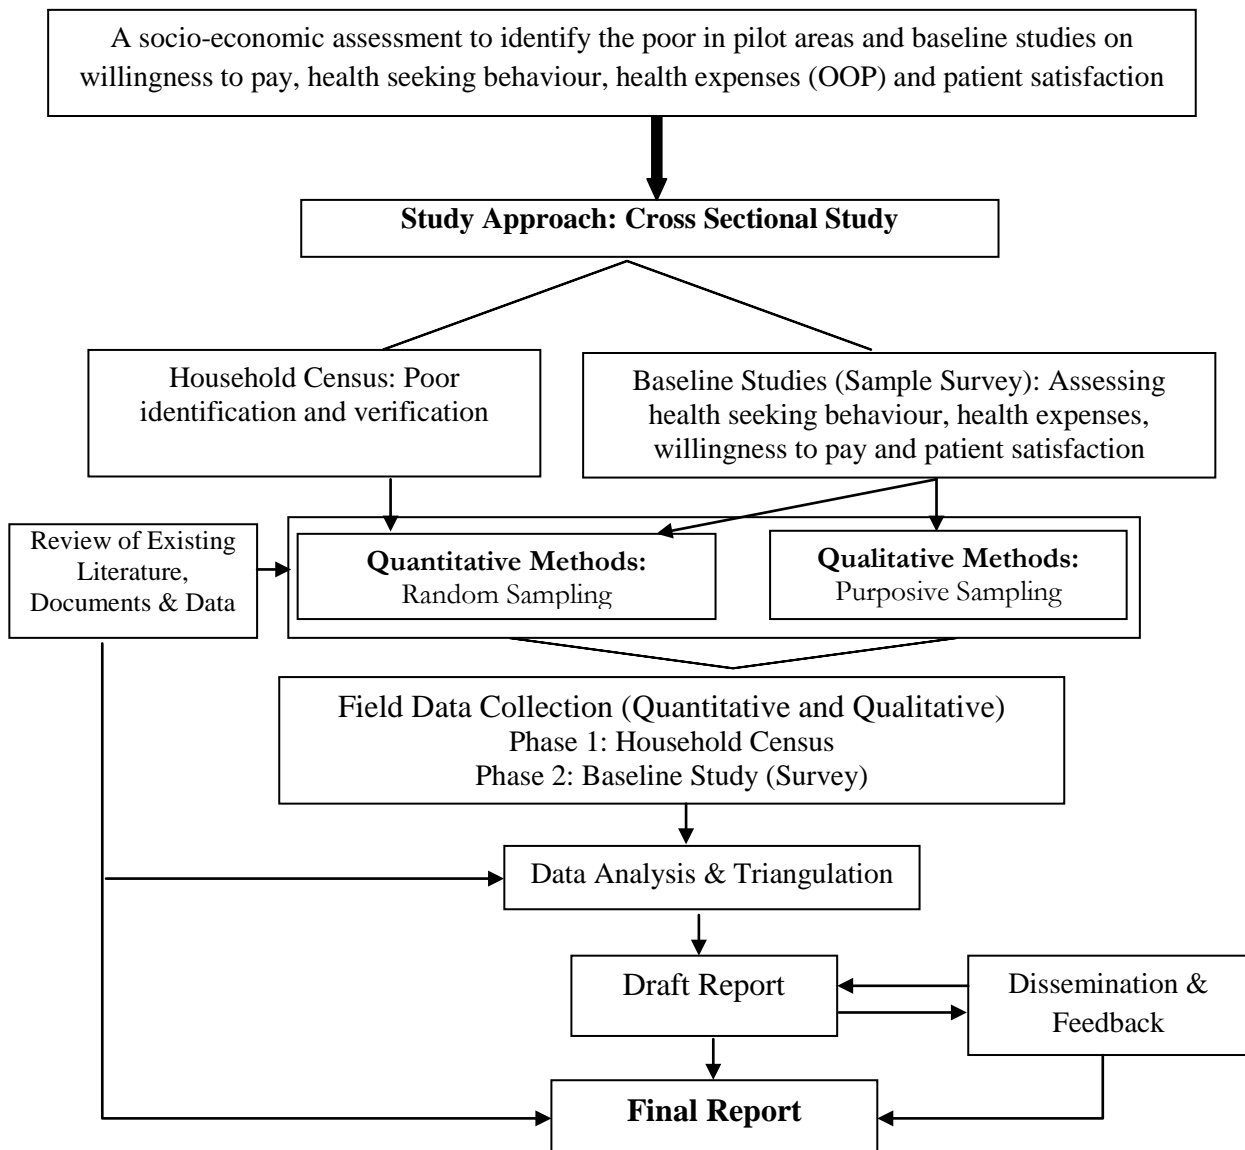 A socio-economic assessment to identify the poor in pilot areas and baseline studies on
willingness to pay, health seeking behaviour, health expenses (OOP) and patient satisfaction
Study Approach: Cross Sectional Study
Household Census: Poor
identification and verification
Baseline Studies (Sample Survey): Assessing
health seeking behaviour, health expenses,
willingness to pay and patient satisfaction
Review of Existing
Literature,
Documents & Data
Quantitative Methods:
Random Sampling
Qualitative Methods:
Purposive Sampling
Field Data Collection (Quantitative and Qualitative)
Phase 1: Household Census
Phase 2: Baseline Study (Survey)
Data Analysis & Triangulation
Draft Report
Dissemination &
Feedback
Final Report